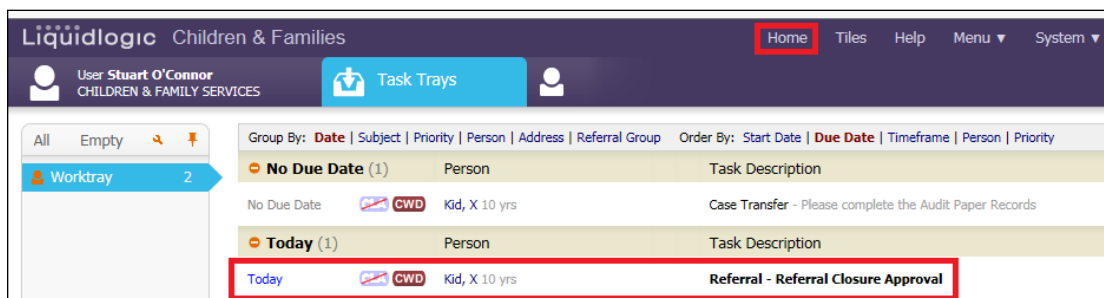 Liquidlogic Children & Families
Home Tiles Help Menu ▼ System ▼
User Stuart O'Connor
CHILDREN & FAMILY SERVICES
Task Trays
All Empty
Group By: Date | Subject | Priority | Person | Address | Referral Group Order By: Start Date | Due Date | Timeframe | Person | Priority
Worktray 2
No Due Date (1) Person Task Description
No Due Date CWD Kid, X 10 yrs Case Transfer - Please complete the Audit Paper Records
Today (1) Person Task Description
Today CWD Kid, X 10 yrs Referral - Referral Closure Approval